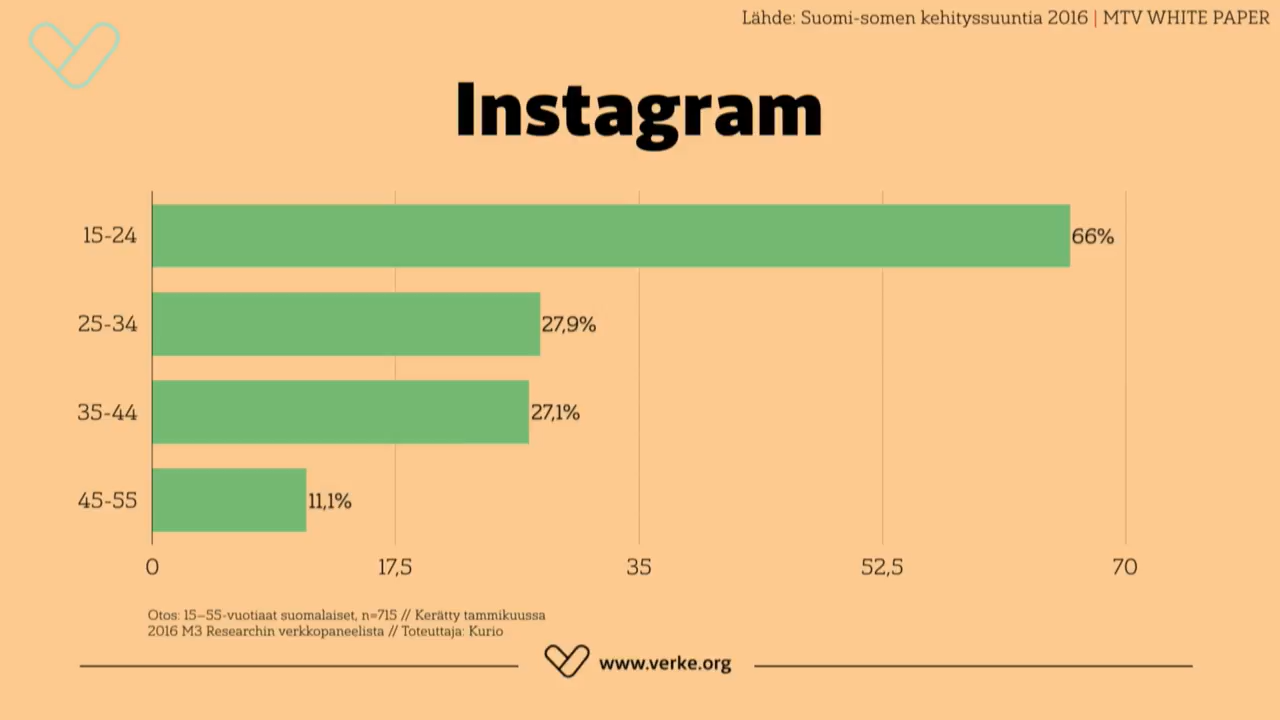 Lähde: Suomi-somen kehityssuuntia 2016 | MTV WHITE PAPER
Instagram
15-24
66%
25-34
27,9%
35-44
27,1%
45-55
11,1%
0 17,5 35 52,5 70
Otos: 15–55-vuotiaat suomalaiset, n=715 // Kerätty tammikuussa
2016 M3 Researchin verkkopaneelista // Toteuttaja: Kurio
www.verke.org